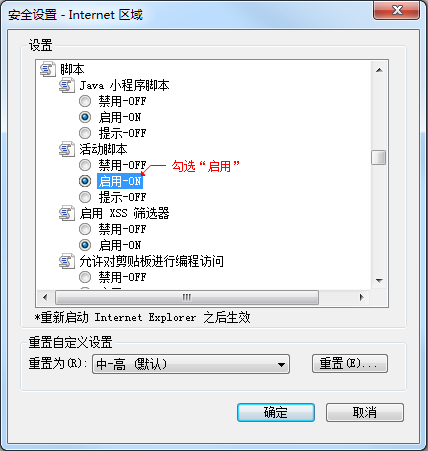 安全设置 - Internet 区域
设置
脚本
Java 小程序脚本
禁用-OFF
启用-ON
提示-OFF
活动脚本
禁用-OFF
启用-ON
勾选“启用”
提示-OFF
启用 XSS 筛选器
禁用-OFF
启用-ON
允许对剪贴板进行编程访问
禁用-OFF
*重新启动 Internet Explorer 之后生效
重置自定义设置
重置为(R): 中-高 (默认) 重置(E)...
确定 取消